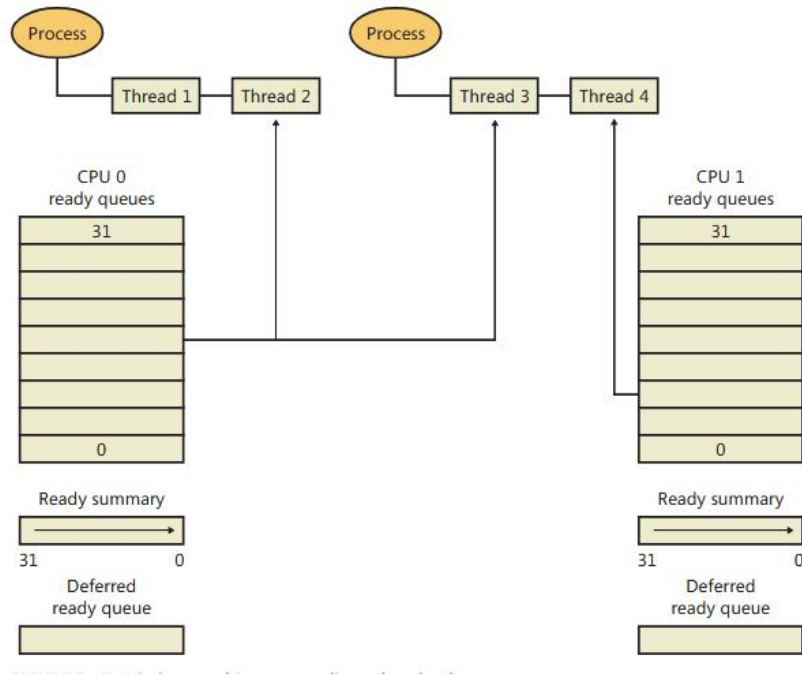 Process
Process
Thread 1
Thread 2
Thread 3
Thread 4
CPU 0
ready queues
31
0
CPU 1
ready queues
31
0
Ready summary
31 0
Deferred
ready queue
Ready summary
31 0
Deferred
ready queue